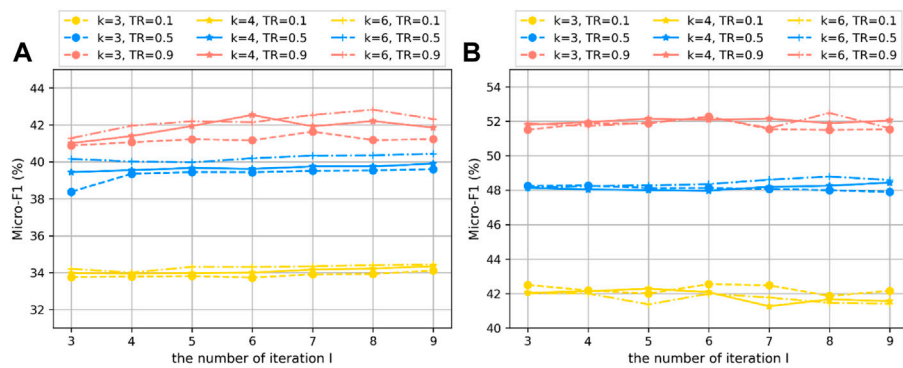 A
k=3, TR=0.1 k=4, TR=0.1 k=6, TR=0.1
k=3, TR=0.5 k=4, TR=0.5 k=6, TR=0.5
k=3, TR=0.9 k=4, TR=0.9 k=6, TR=0.9
Micro-F1 (%)
44
42
40
38
36
34
32
3 4 5 6 7 8 9
the number of iteration I
B
k=3, TR=0.1 k=4, TR=0.1 k=6, TR=0.1
k=3, TR=0.5 k=4, TR=0.5 k=6, TR=0.5
k=3, TR=0.9 k=4, TR=0.9 k=6, TR=0.9
Micro-F1 (%)
54
52
50
48
46
44
42
40
3 4 5 6 7 8 9
the number of iteration I